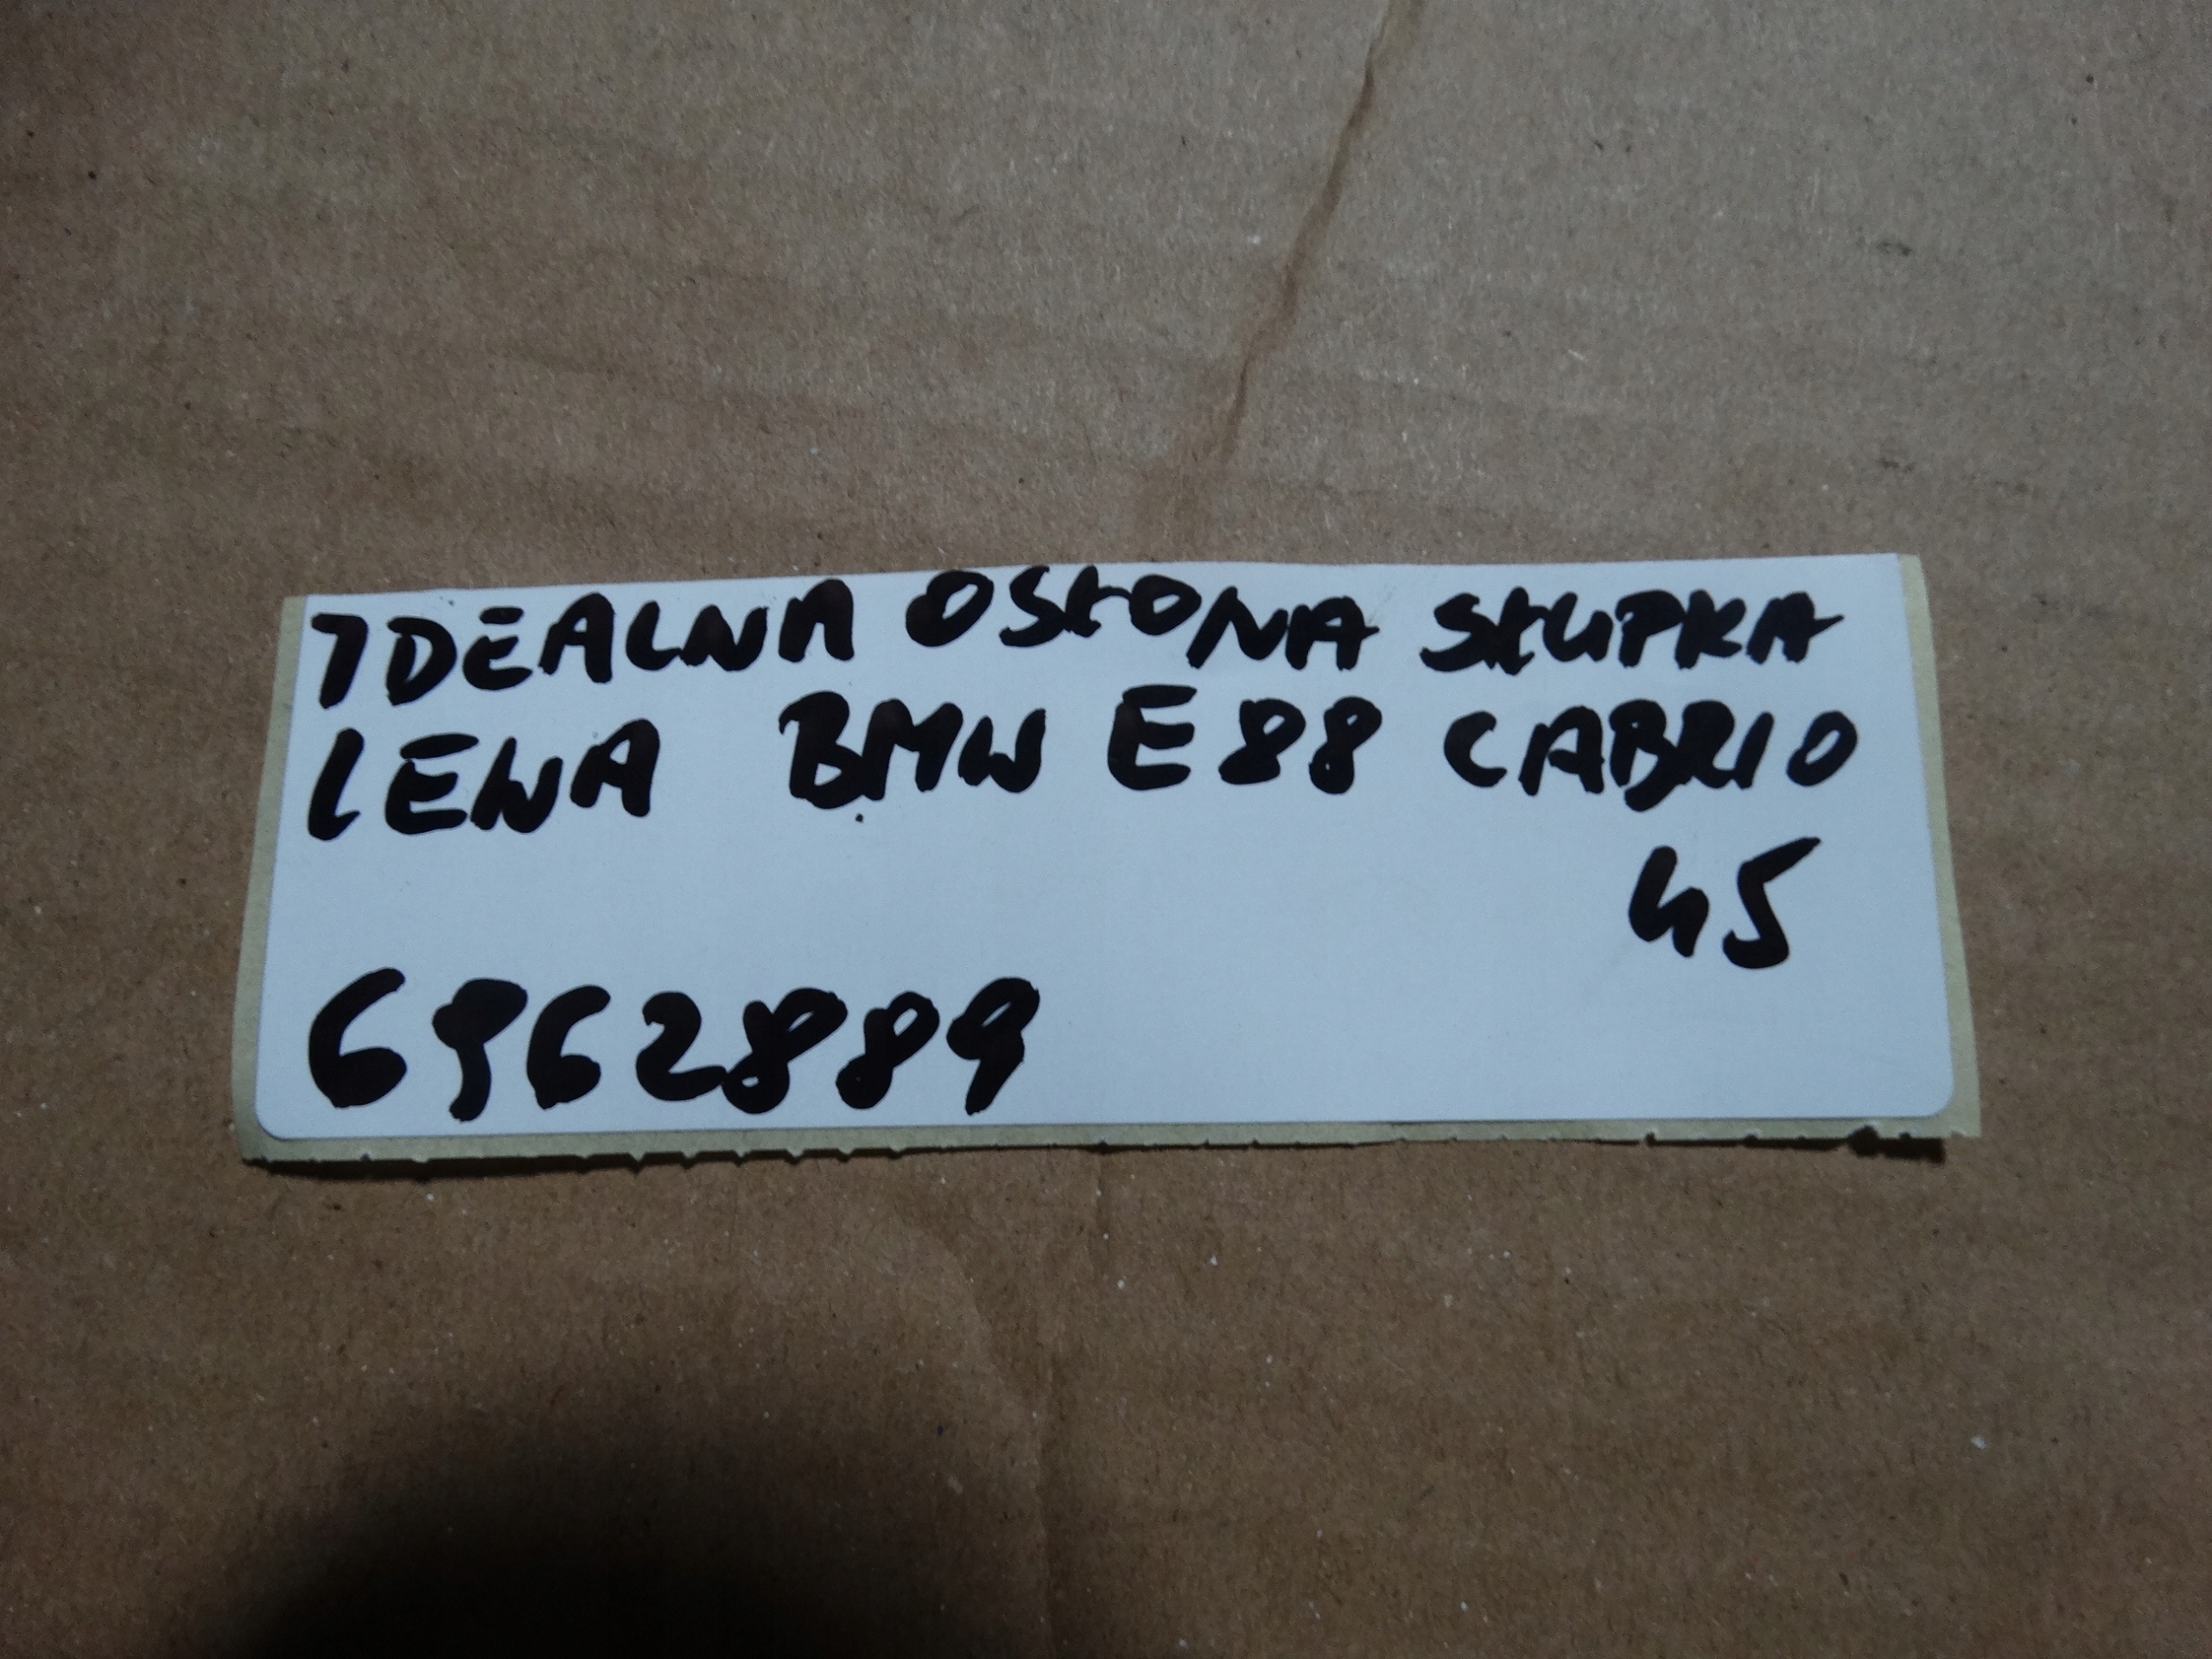 IDEALNA OSŁONA SŁUPKA
LEWA BMW E88 CABRIO
45
6962889